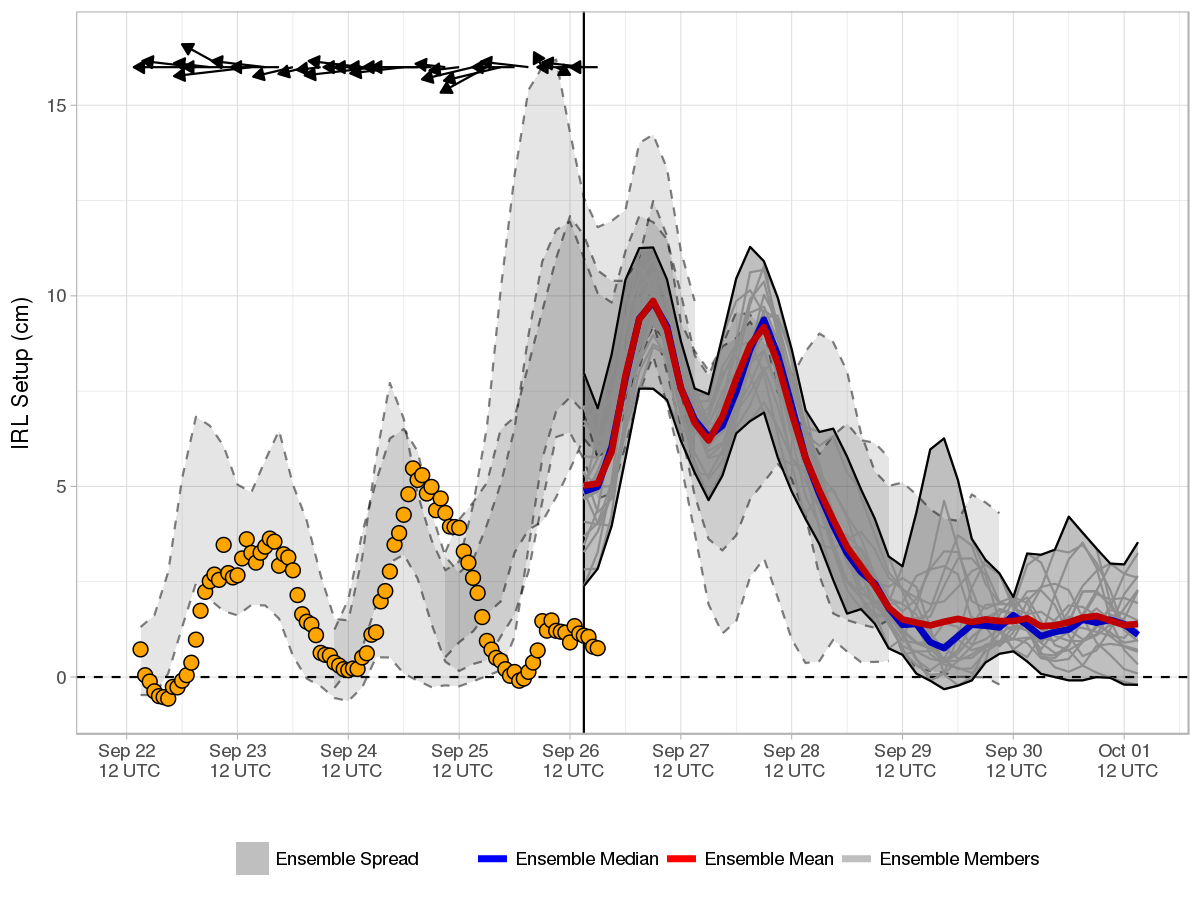 IRL Setup (cm)
15
10
5
0
Sep 22 Sep 23 Sep 24 Sep 25 Sep 26 Sep 27 Sep 28 Sep 29 Sep 30 Oct 01
12 UTC 12 UTC 12 UTC 12 UTC 12 UTC 12 UTC 12 UTC 12 UTC 12 UTC 12 UTC
Ensemble Spread Ensemble Median Ensemble Mean Ensemble Members